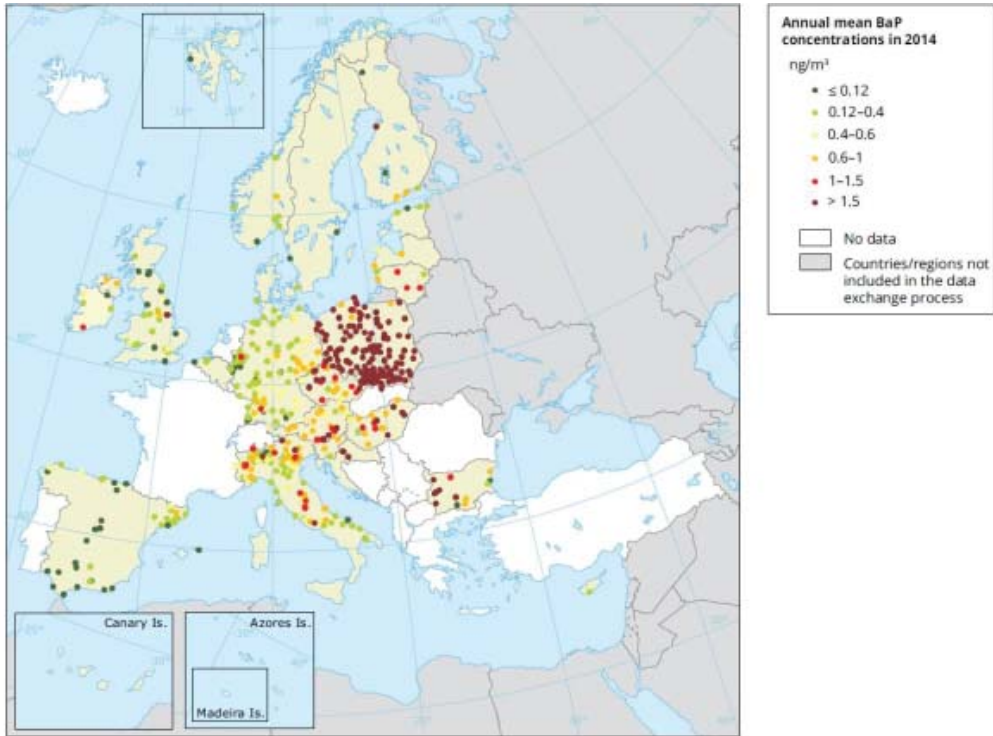 Annual mean BaP
concentrations in 2014
ng/m³
≤ 0.12
0.12–0.4
0.4–0.6
0.6–1
1–1.5
> 1.5
No data
Countries/regions not
included in the data
exchange process
Canary Is.
Azores Is.
Madeira Is.